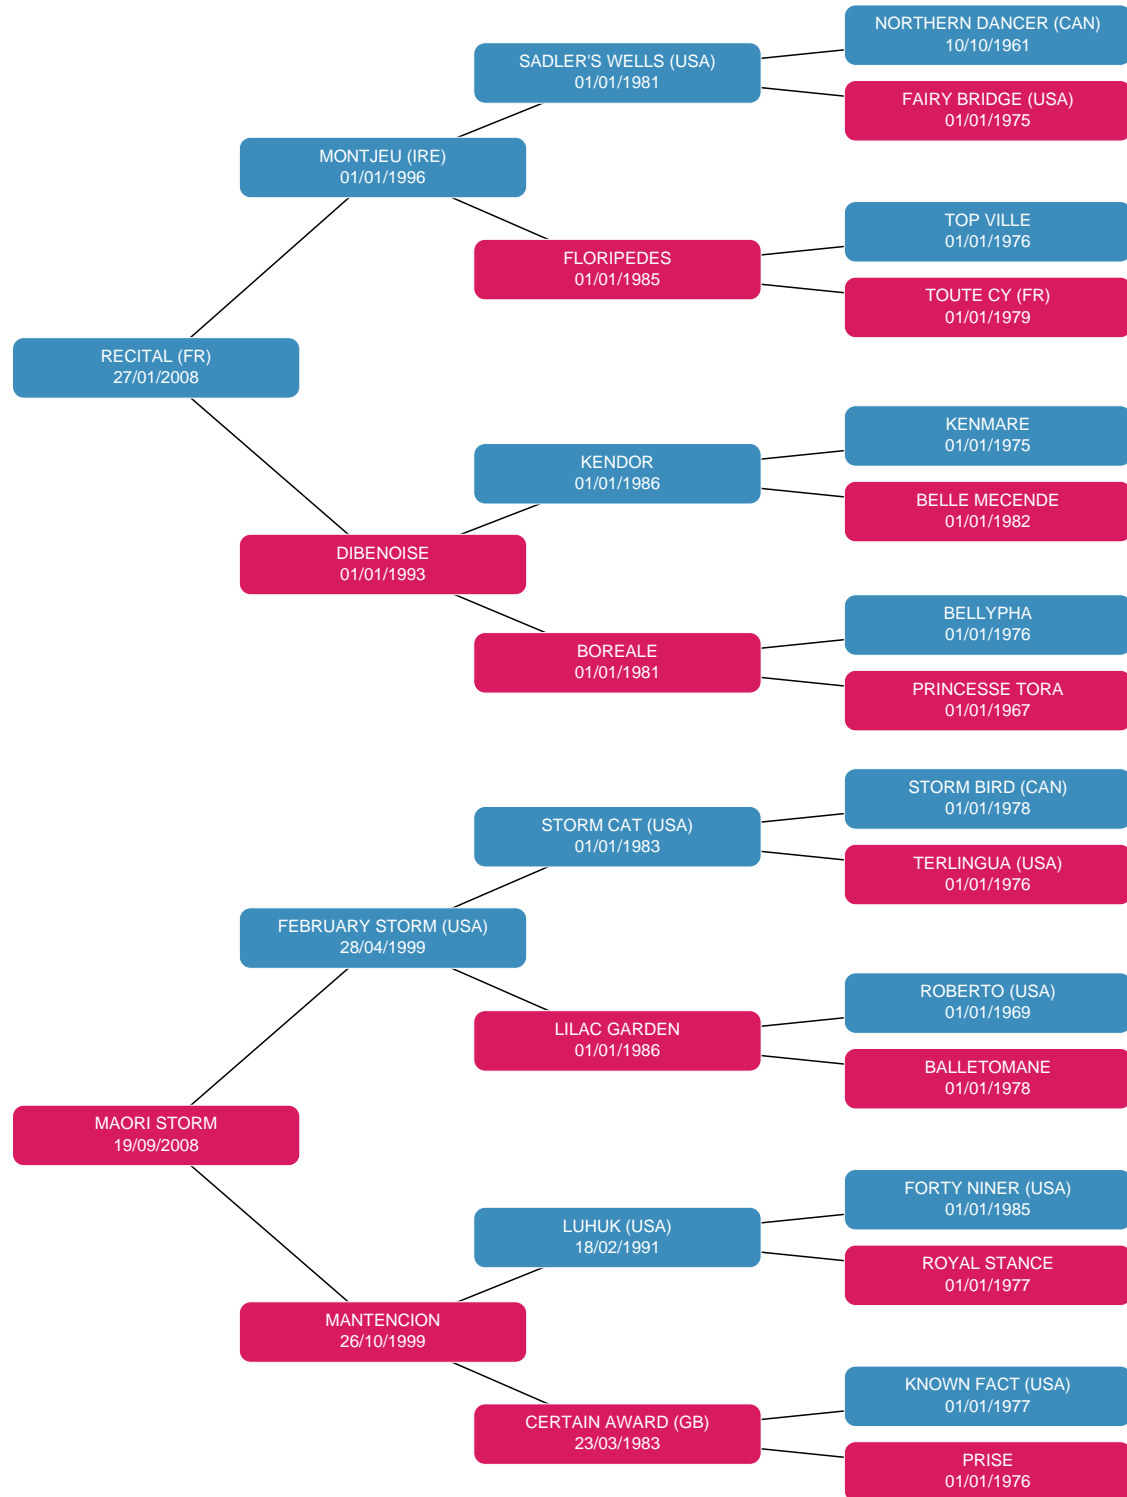 NORTHERN DANCER (CAN)
10/10/1961
SADLER'S WELLS (USA)
01/01/1981
FAIRY BRIDGE (USA)
01/01/1975
MONTJEU (IRE)
01/01/1996
TOP VILLE
01/01/1976
FLORIPEDES
01/01/1985
TOUTE CY (FR)
01/01/1979
RECITAL (FR)
27/01/2008
KENMARE
01/01/1975
KENDOR
01/01/1986
BELLE MECENDE
01/01/1982
DIBENOISE
01/01/1993
BELLYPHA
01/01/1976
BOREALE
01/01/1981
PRINCESSE TORA
01/01/1967
STORM BIRD (CAN)
01/01/1978
STORM CAT (USA)
01/01/1983
TERLINGUA (USA)
01/01/1976
FEBRUARY STORM (USA)
28/04/1999
ROBERTO (USA)
01/01/1969
LILAC GARDEN
01/01/1986
BALLETOMANE
01/01/1978
MAORI STORM
19/09/2008
FORTY NINER (USA)
01/01/1985
LUHUK (USA)
18/02/1991
ROYAL STANCE
01/01/1977
MANTENCION
26/10/1999
KNOWN FACT (USA)
01/01/1977
CERTAIN AWARD (GB)
23/03/1983
PRISE
01/01/1976